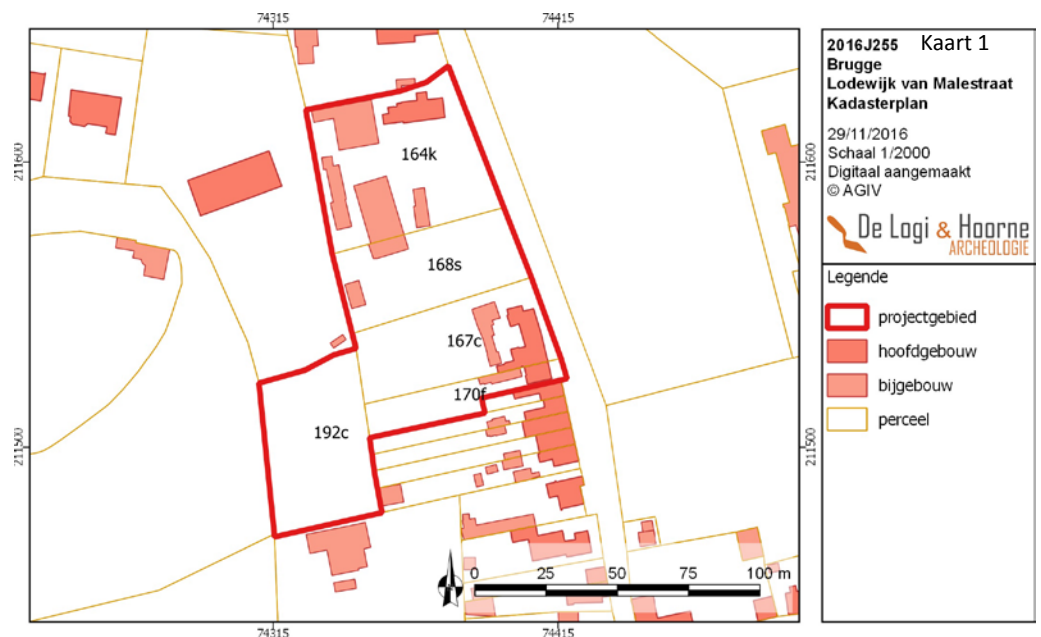 74315 74415
211600 211600
211500 211500
74315 74415
164k
168s
167c
170f
192c
0 25 50 75 100 m
2016J255 Kaart 1
Brugge
Lodewijk van Malestraat
Kadasterplan
29/11/2016
Schaal 1/2000
Digitaal aangemaakt
© AGIV
De Logi & Hoorne
ARCHEOLOGIE
Legende
projectgebied
hoofdgebouw
bijgebouw
perceel